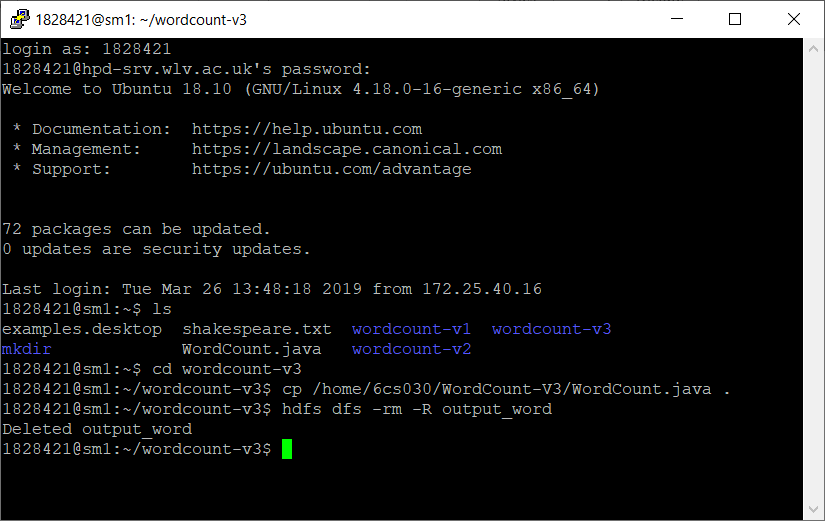 1828421@sm1: ~/wordcount-v3
login as: 1828421
1828421@hpd-srv.wlv.ac.uk's password:
Welcome to Ubuntu 18.10 (GNU/Linux 4.18.0-16-generic x86_64)
* Documentation:  https://help.ubuntu.com
* Management:     https://landscape.canonical.com
* Support:        https://ubuntu.com/advantage
72 packages can be updated.
0 updates are security updates.
Last login: Tue Mar 26 13:48:18 2019 from 172.25.40.16
1828421@sm1:~$ ls
examples.desktop  shakespeare.txt  wordcount-v1  wordcount-v3
mkdir             WordCount.java   wordcount-v2
1828421@sm1:~$ cd wordcount-v3
1828421@sm1:~/wordcount-v3$ cp /home/6cs030/WordCount-V3/WordCount.java .
1828421@sm1:~/wordcount-v3$ hdfs dfs -rm -R output_word
Deleted output_word
1828421@sm1:~/wordcount-v3$